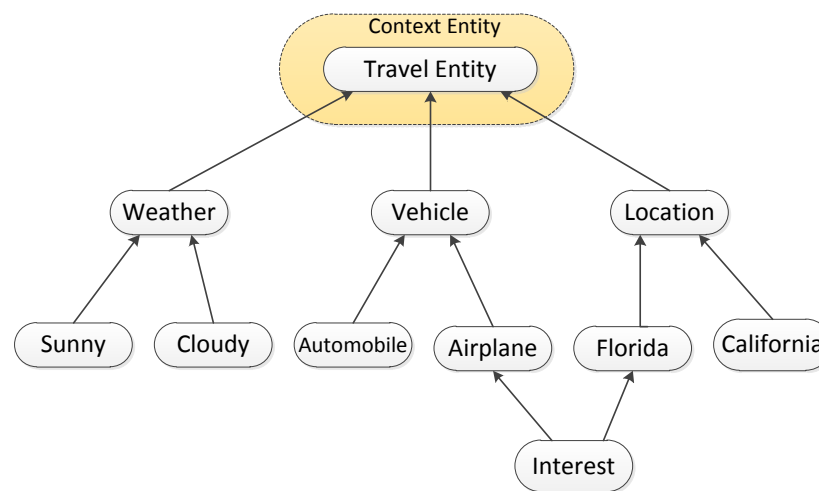 Context Entity
Travel Entity
Weather
Vehicle
Location
Sunny
Cloudy
Automobile
Airplane
Florida
California
Interest